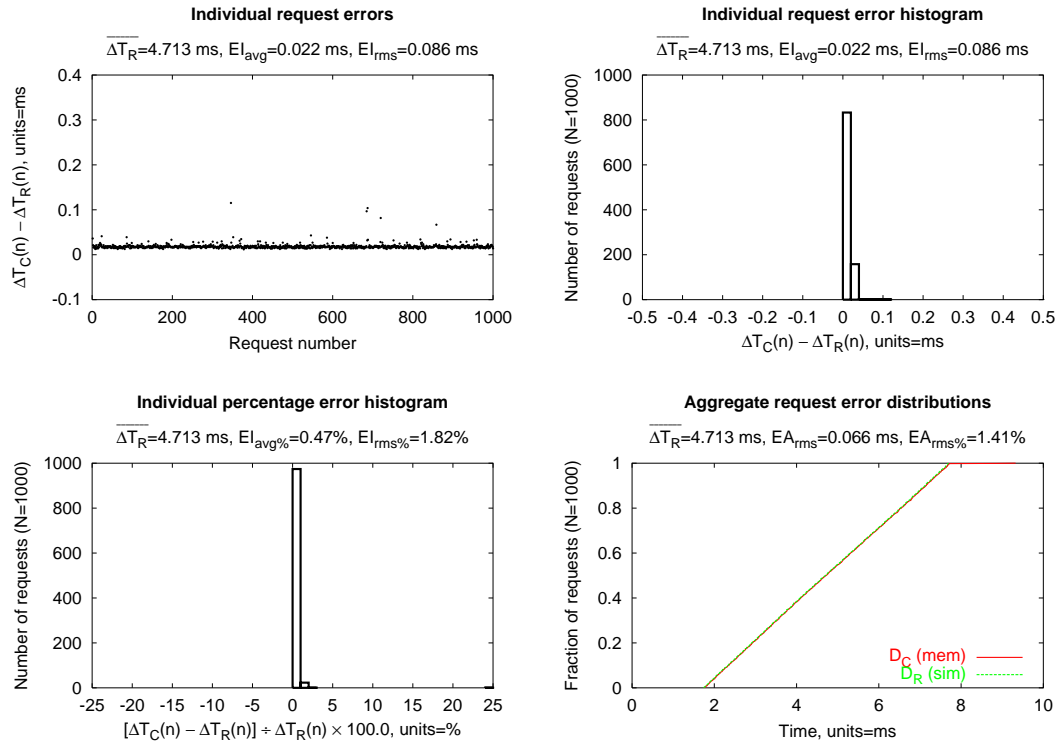 Individual request errors
ΔT_R=4.713 ms, EI_avg=0.022 ms, EI_rms=0.086 ms
0.4
0.3
0.2
0.1
0
-0.1
ΔT_C(n) − ΔT_R(n), units=ms
0 200 400 600 800 1000
Request number
Individual request error histogram
ΔT_R=4.713 ms, EI_avg=0.022 ms, EI_rms=0.086 ms
1000
800
600
400
200
0
Number of requests (N=1000)
-0.5 -0.4 -0.3 -0.2 -0.1 0 0.1 0.2 0.3 0.4 0.5
ΔT_C(n) − ΔT_R(n), units=ms
Individual percentage error histogram
ΔT_R=4.713 ms, EI_avg%=0.47%, EI_rms%=1.82%
1000
800
600
400
200
0
Number of requests (N=1000)
-25 -20 -15 -10 -5 0 5 10 15 20 25
[ΔT_C(n) − ΔT_R(n)] ÷ ΔT_R(n) × 100.0, units=%
Aggregate request error distributions
ΔT_R=4.713 ms, EA_rms=0.066 ms, EA_rms%=1.41%
1
0.8
0.6
0.4
0.2
0
Fraction of requests (N=1000)
D_C (mem)
D_R (sim)
0 2 4 6 8 10
Time, units=ms